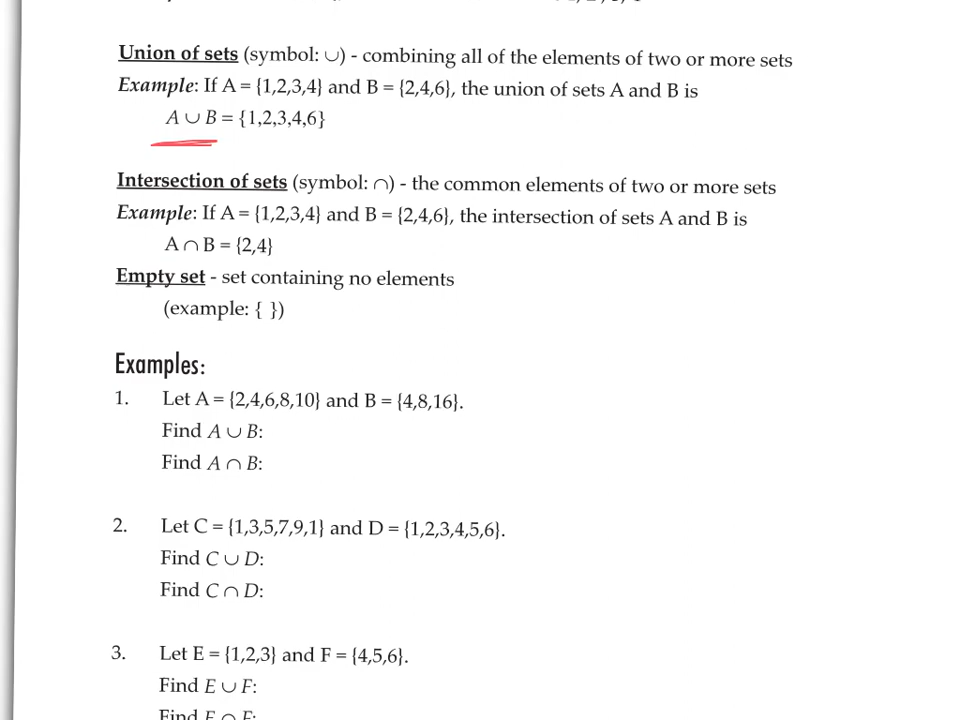 Union of sets (symbol: ∪) - combining all of the elements of two or more sets
Example: If A = {1,2,3,4} and B = {2,4,6}, the union of sets A and B is
A ∪ B = {1,2,3,4,6}
Intersection of sets (symbol: ∩) - the common elements of two or more sets
Example: If A = {1,2,3,4} and B = {2,4,6}, the intersection of sets A and B is
A ∩ B = {2,4}
Empty set - set containing no elements
(example: { })
Examples:
1. Let A = {2,4,6,8,10} and B = {4,8,16}.
Find A ∪ B:
Find A ∩ B:
2. Let C = {1,3,5,7,9,1} and D = {1,2,3,4,5,6}.
Find C ∪ D:
Find C ∩ D:
3. Let E = {1,2,3} and F = {4,5,6}.
Find E ∪ F:
Find E ∩ F: